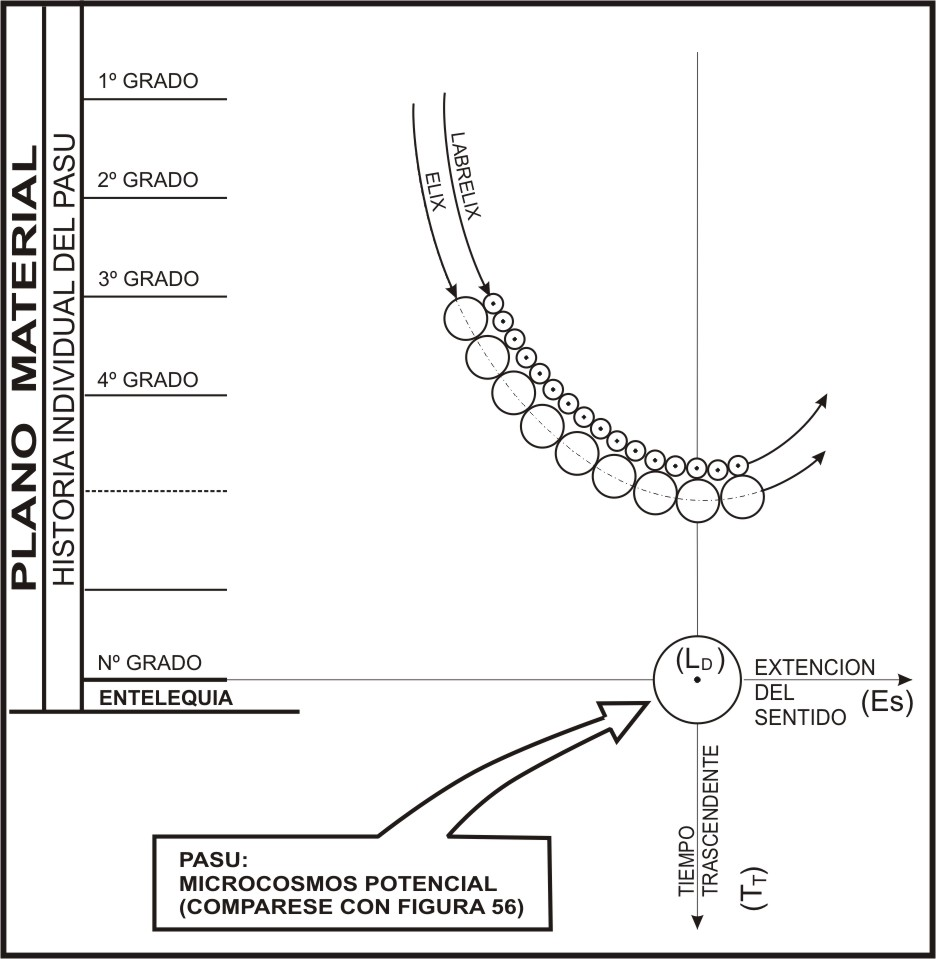 PLANO MATERIAL
HISTORIA INDIVIDUAL DEL PASU
1º GRADO
2º GRADO
3º GRADO
4º GRADO
Nº GRADO
ENTELEQUIA
ELIX
LABRELIX
(LD)
EXTENCION
DEL
SENTIDO
(Es)
TIEMPO
TRASCENDENTE
(TT)
PASU:
MICROCOSMOS POTENCIAL
(COMPARESE CON FIGURA 56)